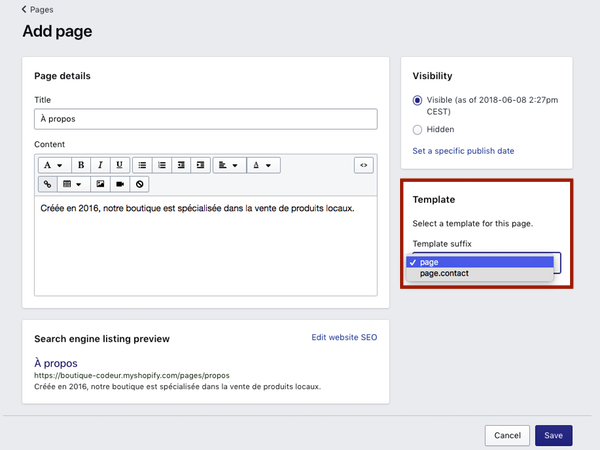 Pages
Add page
Page details
Title
À propos
Content
A B I U A <>
Créée en 2016, notre boutique est spécialisée dans la vente de produits locaux.
Search engine listing preview
Edit website SEO
À propos
https://boutique-codeur.myshopify.com/pages/propos
Créée en 2016, notre boutique est spécialisée dans la vente de produits locaux.
Visibility
Visible (as of 2018-06-08 2:27pm
CEST)
Hidden
Set a specific publish date
Template
Select a template for this page.
Template suffix
page
page.contact
Cancel
Save